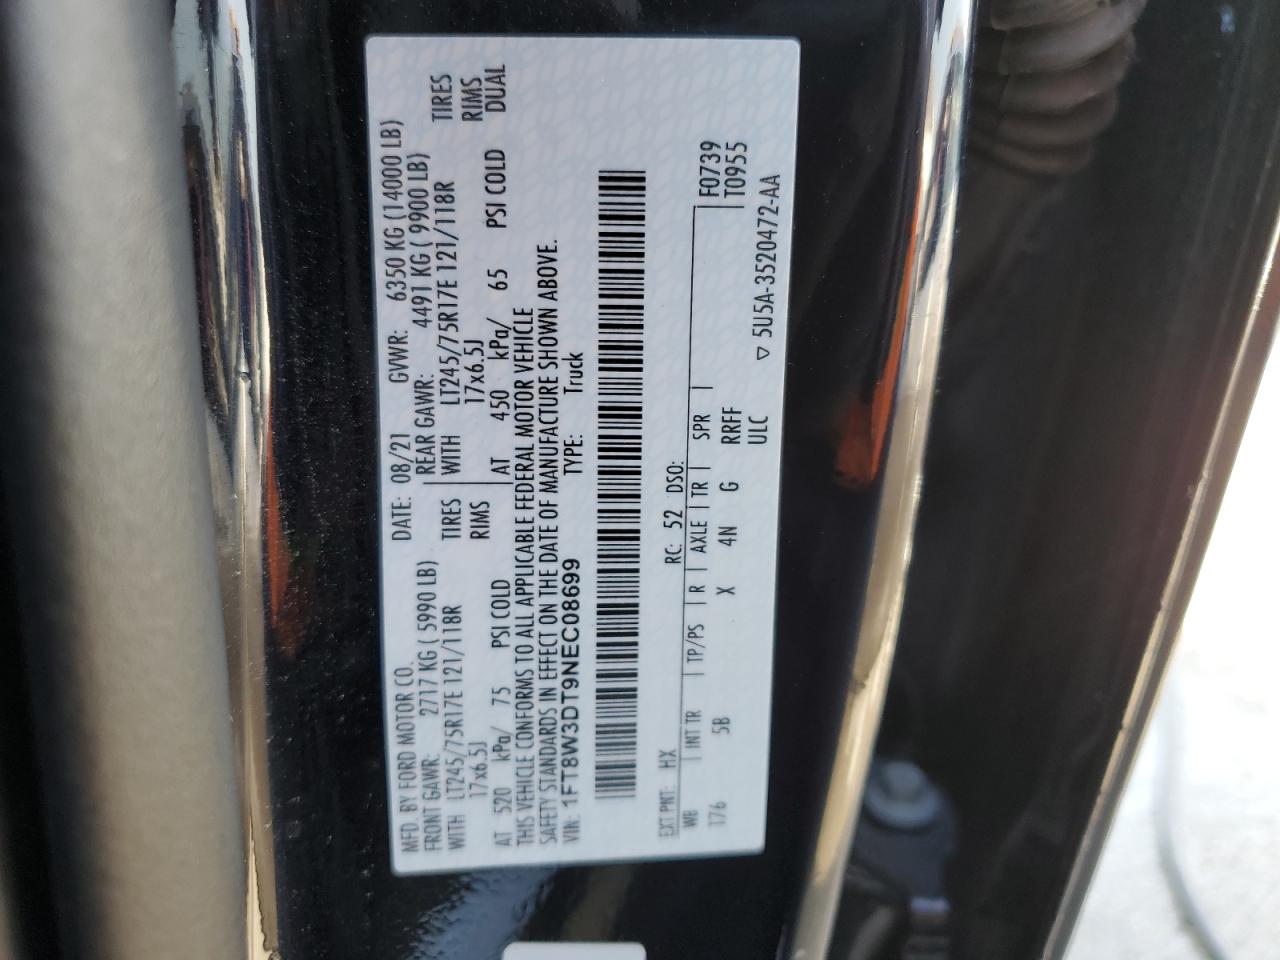 MFD. BY FORD MOTOR CO. DATE: 08/21 GVWR: 6350 KG (14000 LB)
FRONT GAWR: 2717 KG ( 5990 LB) REAR GAWR: 4491 KG ( 9900 LB)
WITH LT245/75R17E 121/118R TIRES WITH LT245/75R17E 121/118R TIRES
17x6.5J RIMS 17x6.5J RIMS
AT 520 kPa/ 75 PSI COLD AT 450 kPa/ 65 PSI COLD DUAL
THIS VEHICLE CONFORMS TO ALL APPLICABLE FEDERAL MOTOR VEHICLE
SAFETY STANDARDS IN EFFECT ON THE DATE OF MANUFACTURE SHOWN ABOVE.
VIN: 1FT8W3DT9NEC08699 TYPE: Truck
EXT PNT: HX RC: 52 DSO:
WB INT TR TP/PS R AXLE TR SPR F0739
176 5B X 4N G RRFF T0955
ULC
▽ 5U5A-3520472-AA